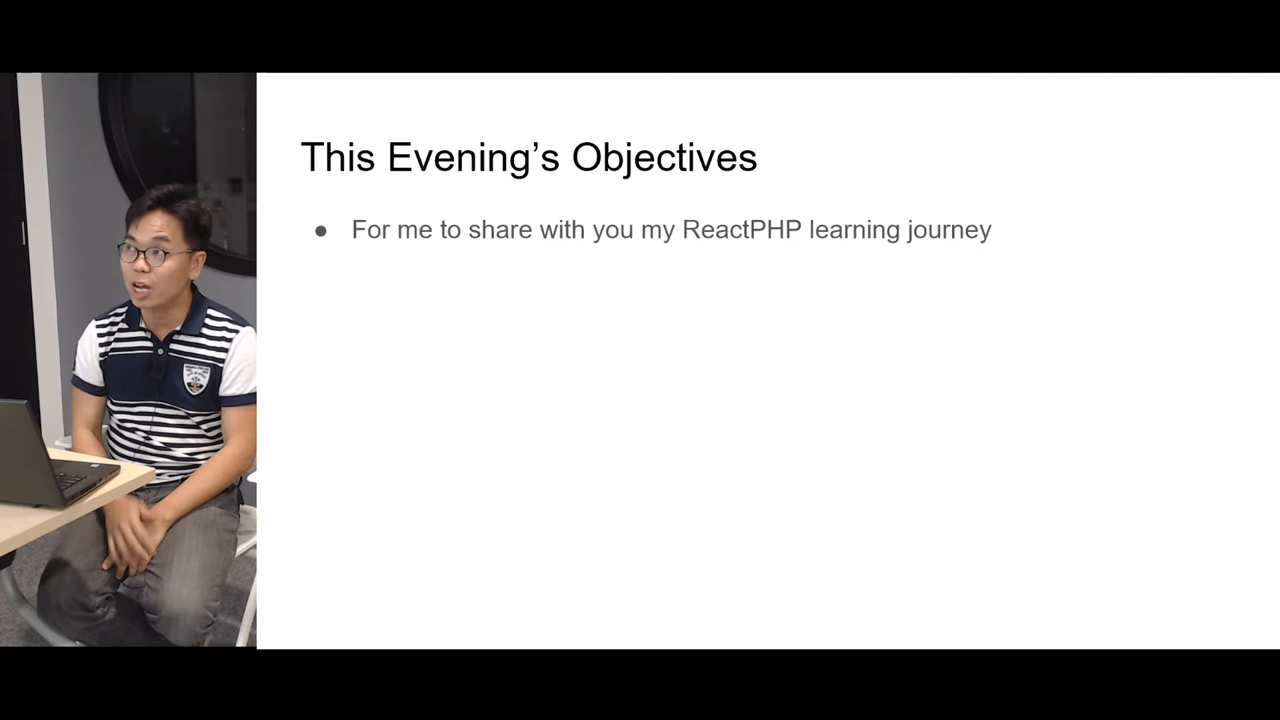 This Evening's Objectives
● For me to share with you my ReactPHP learning journey